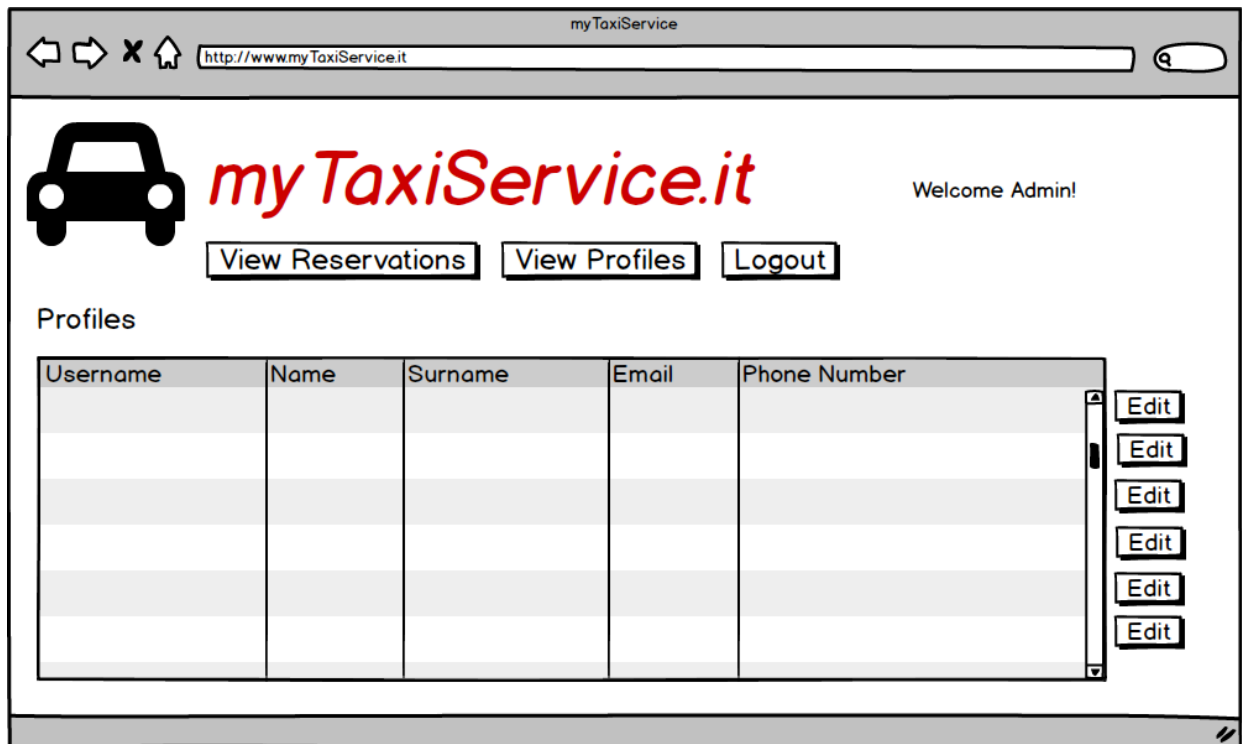 myTaxiService
http://www.myTaxiService.it
myTaxiService.it
Welcome Admin!
View Reservations View Profiles Logout
Profiles
Username Name Surname Email Phone Number
Edit
Edit
Edit
Edit
Edit
Edit